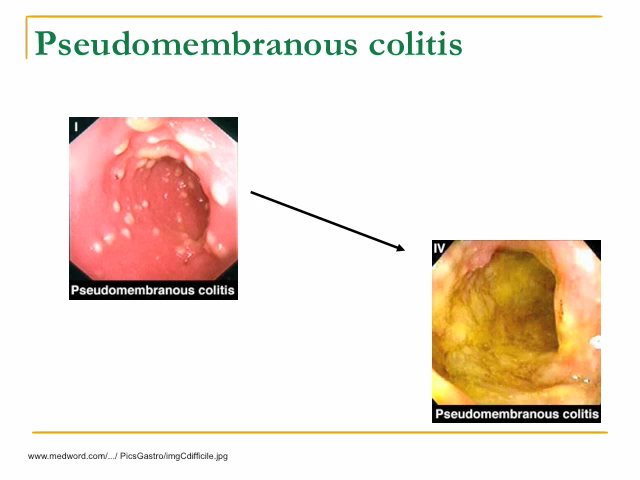 Pseudomembranous colitis
I
Pseudomembranous colitis
IV
Pseudomembranous colitis
www.medword.com/.../ PicsGastro/imgCdifficile.jpg